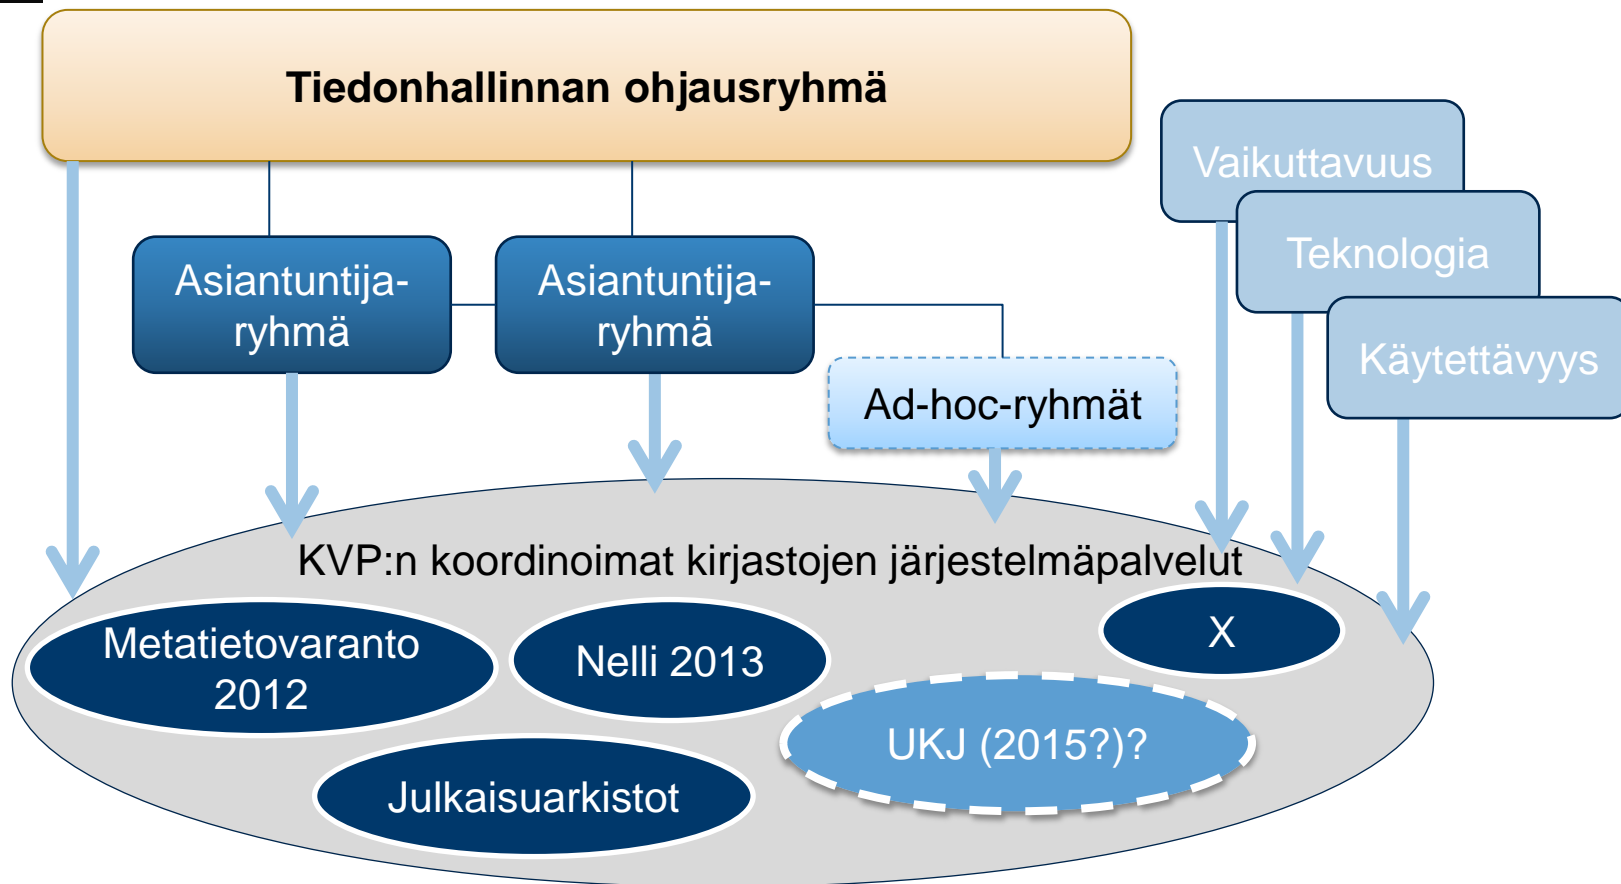 Tiedonhallinnan ohjausryhmä
Vaikuttavuus
Teknologia
Käytettävyys
Asiantuntija-
ryhmä
Asiantuntija-
ryhmä
Ad-hoc-ryhmät
KVP:n koordinoimat kirjastojen järjestelmäpalvelut
Metatietovaranto
2012
Nelli 2013
X
UKJ (2015?)?
Julkaisuarkistot